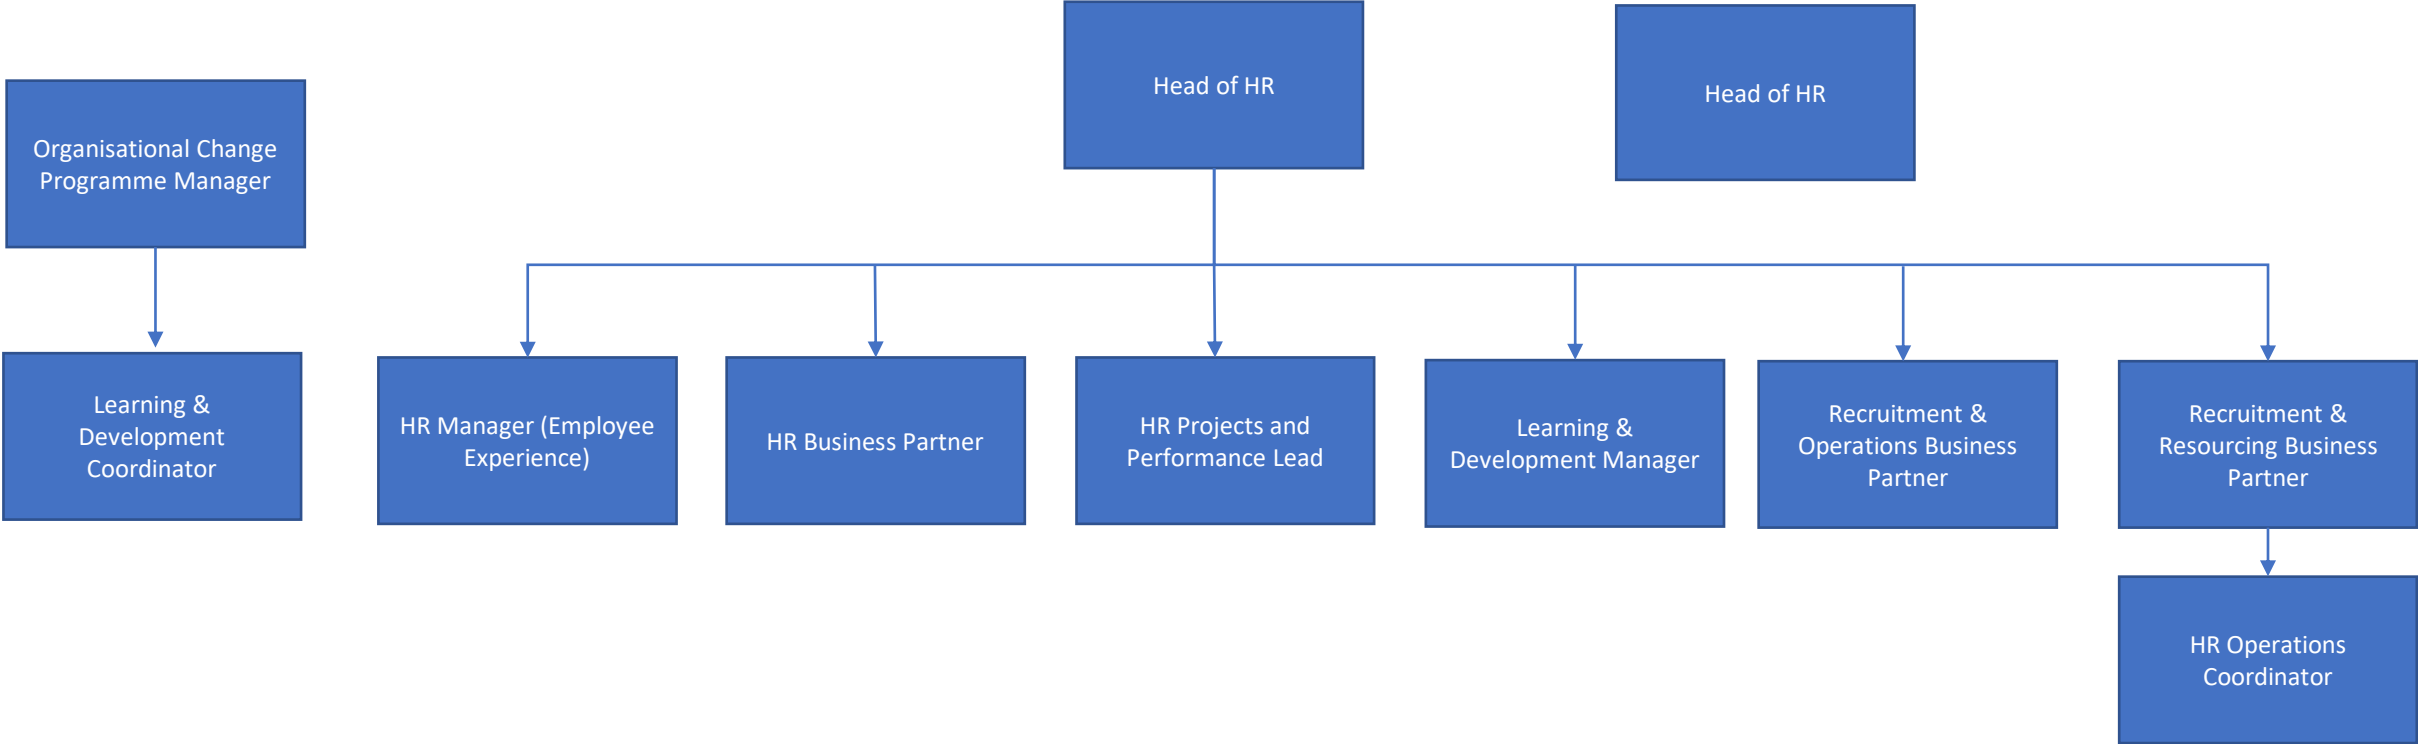 Head of HR
Head of HR
Organisational Change
Programme Manager
Learning &
Development
Coordinator
HR Manager (Employee
Experience)
HR Business Partner
HR Projects and
Performance Lead
Learning &
Development Manager
Recruitment &
Operations Business
Partner
Recruitment &
Resourcing Business
Partner
HR Operations
Coordinator